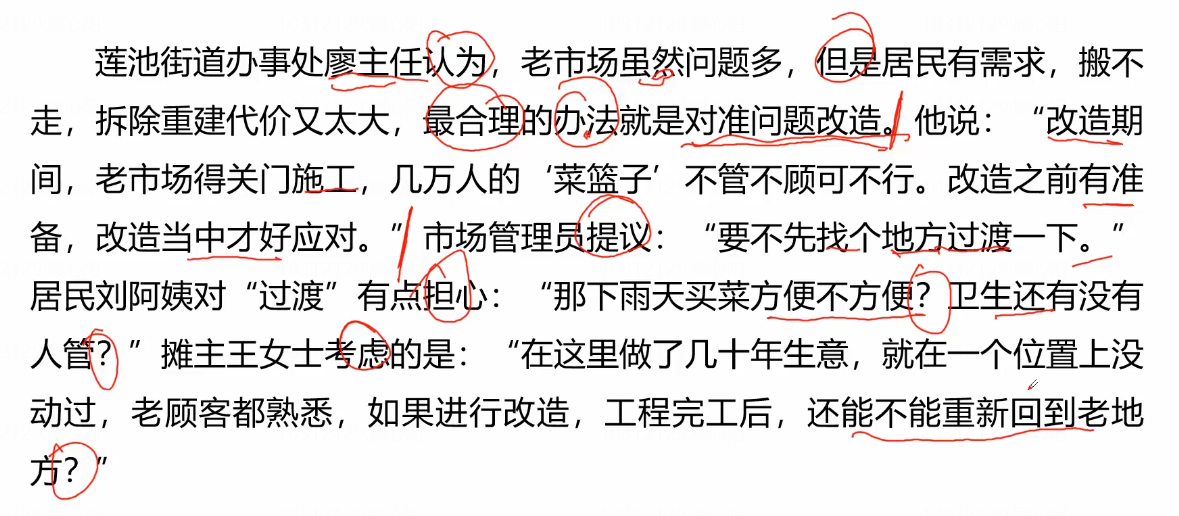 莲池街道办事处廖主任认为，老市场虽然问题多，但是居民有需求，搬不
走，拆除重建代价又太大，最合理的办法就是对准问题改造。他说：“改造期
间，老市场得关门施工，几万人的‘菜篮子’不管不顾可不行。改造之前有准
备，改造当中才好应对。”市场管理员提议：“要不先找个地方过渡一下。”
居民刘阿姨对“过渡”有点担心：“那下雨天买菜方便不方便？卫生还有没有
人管？”摊主王女士考虑的是：“在这里做了几十年生意，就在一个位置上没
动过，老顾客都熟悉，如果进行改造，工程完工后，还能不能重新回到老地
方？”